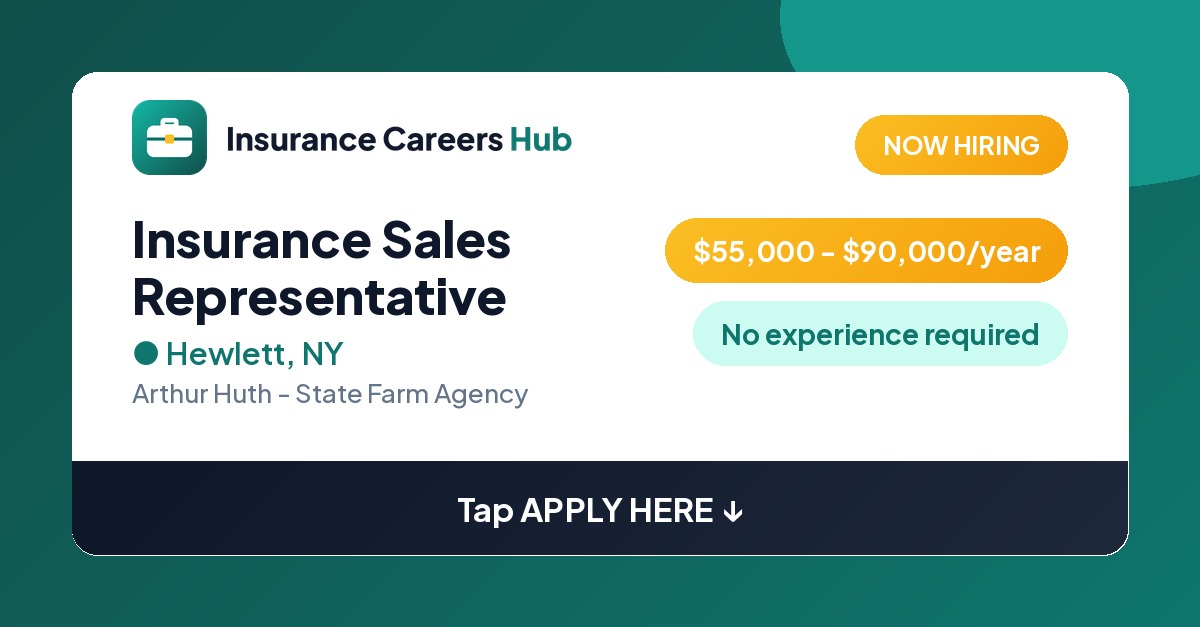 Insurance Careers Hub
NOW HIRING
Insurance Sales
Representative
Hewlett, NY
Arthur Huth – State Farm Agency
$55,000 – $90,000/year
No experience required
Tap APPLY HERE ↓